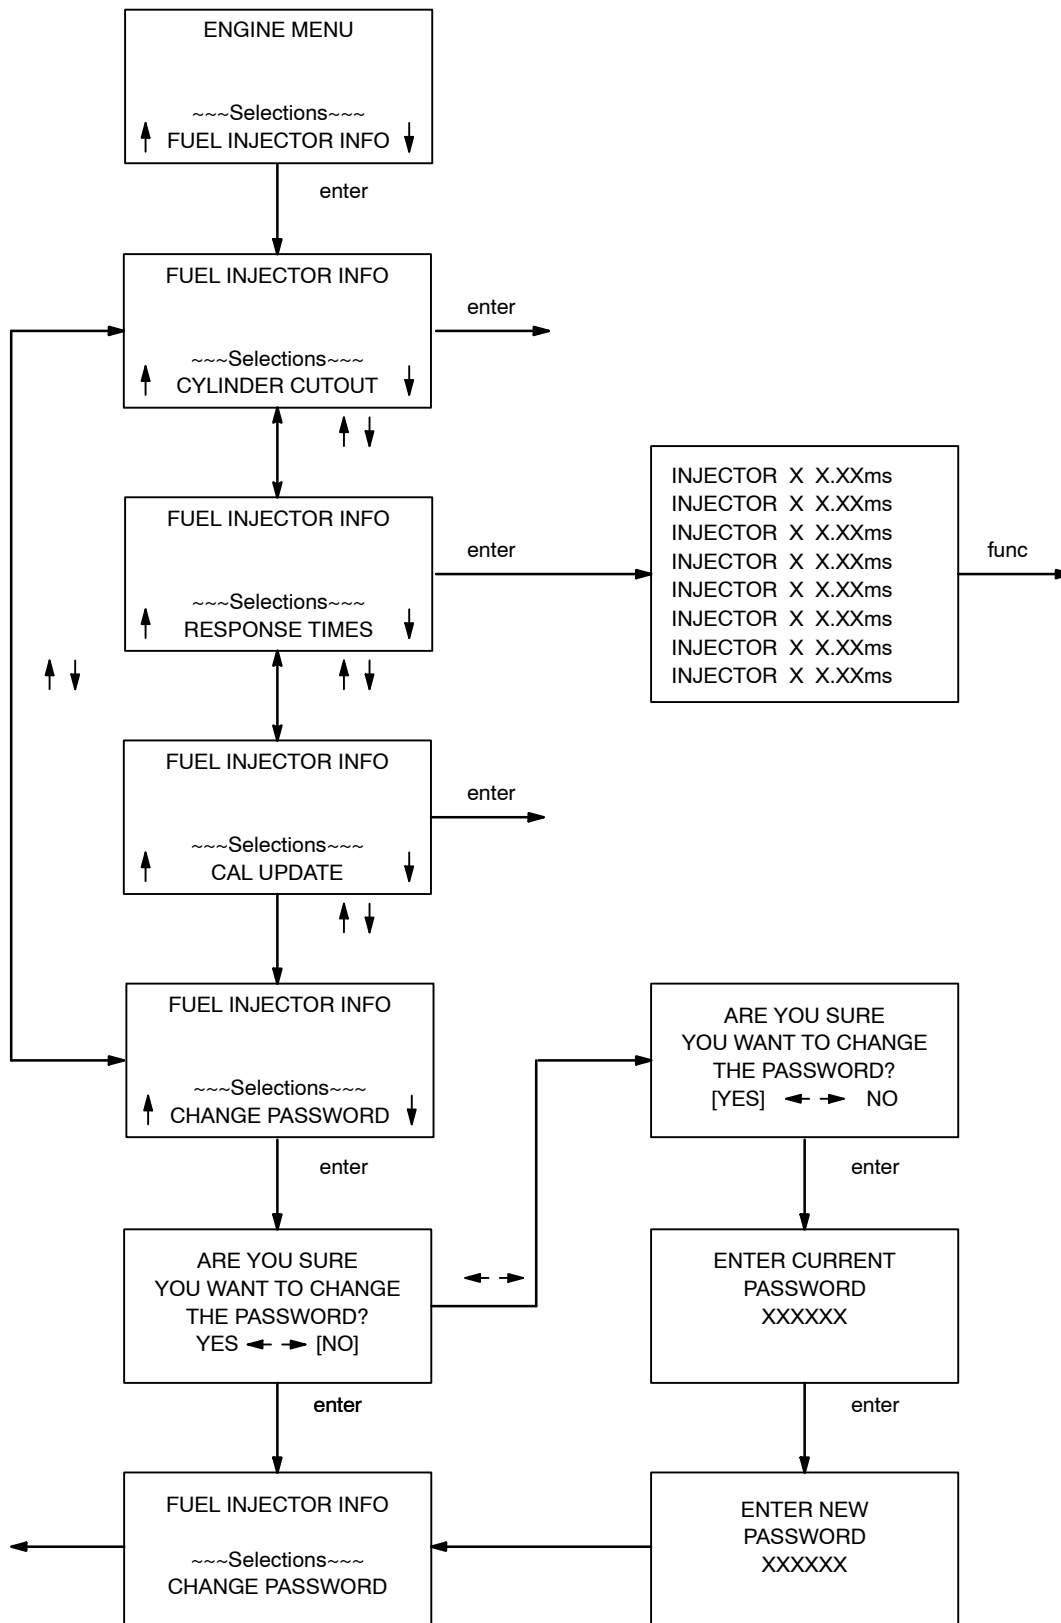 ENGINE MENU
~~~Selections~~~
FUEL INJECTOR INFO
enter
FUEL INJECTOR INFO
~~~Selections~~~
CYLINDER CUTOUT
enter
FUEL INJECTOR INFO
~~~Selections~~~
RESPONSE TIMES
enter
INJECTOR X X.XXms
INJECTOR X X.XXms
INJECTOR X X.XXms
INJECTOR X X.XXms
INJECTOR X X.XXms
INJECTOR X X.XXms
INJECTOR X X.XXms
INJECTOR X X.XXms
func
FUEL INJECTOR INFO
~~~Selections~~~
CAL UPDATE
enter
FUEL INJECTOR INFO
~~~Selections~~~
CHANGE PASSWORD
enter
ARE YOU SURE
YOU WANT TO CHANGE
THE PASSWORD?
YES [NO]
enter
ARE YOU SURE
YOU WANT TO CHANGE
THE PASSWORD?
[YES] NO
enter
ENTER CURRENT
PASSWORD
XXXXXX
enter
ENTER NEW
PASSWORD
XXXXXX
FUEL INJECTOR INFO
~~~Selections~~~
CHANGE PASSWORD